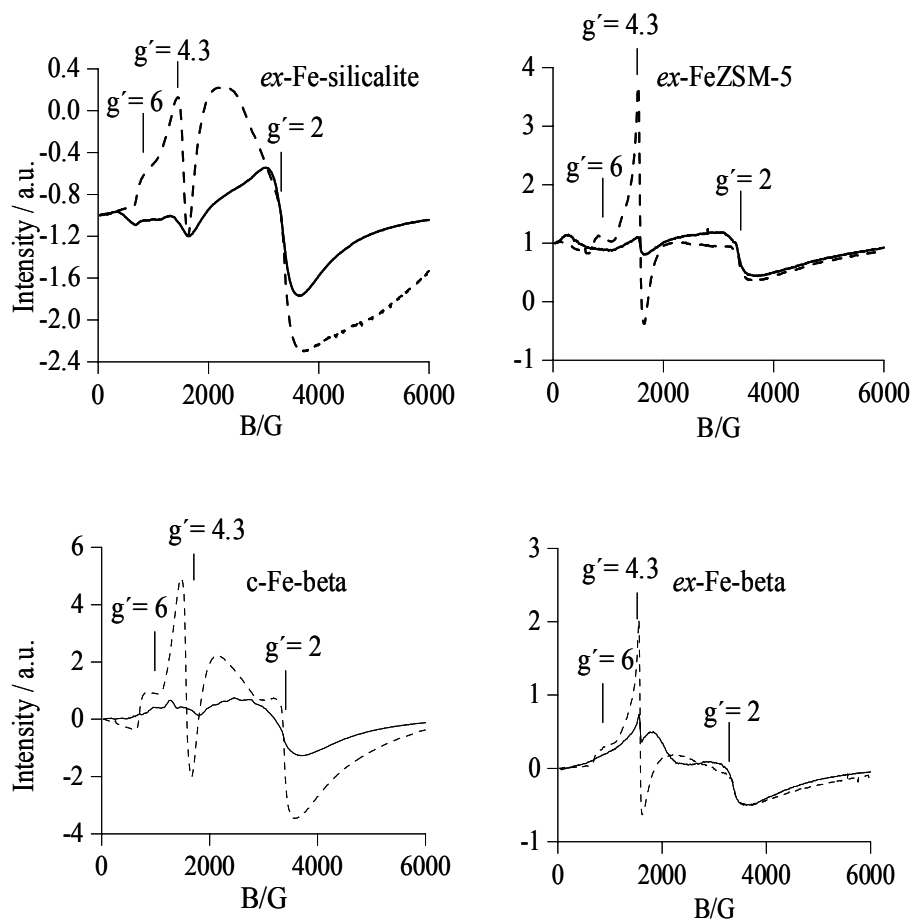 g´= 4.3
ex-Fe-silicalite
g´= 6
g´= 2
0.4
0.0
-0.4
-0.8
-1.2
-1.6
-2.0
-2.4
Intensity / a.u.
0
2000
4000
6000
B/G
g´= 4.3
ex-FeZSM-5
g´= 6
g´= 2
4
3
2
1
0
-1
0
2000
4000
6000
B/G
g´= 4.3
c-Fe-beta
g´= 6
g´= 2
6
4
2
0
-2
-4
Intensity / a.u.
0
2000
4000
6000
B/G
g´= 4.3
ex-Fe-beta
g´= 6
g´= 2
3
2
1
0
-1
0
2000
4000
6000
B/G